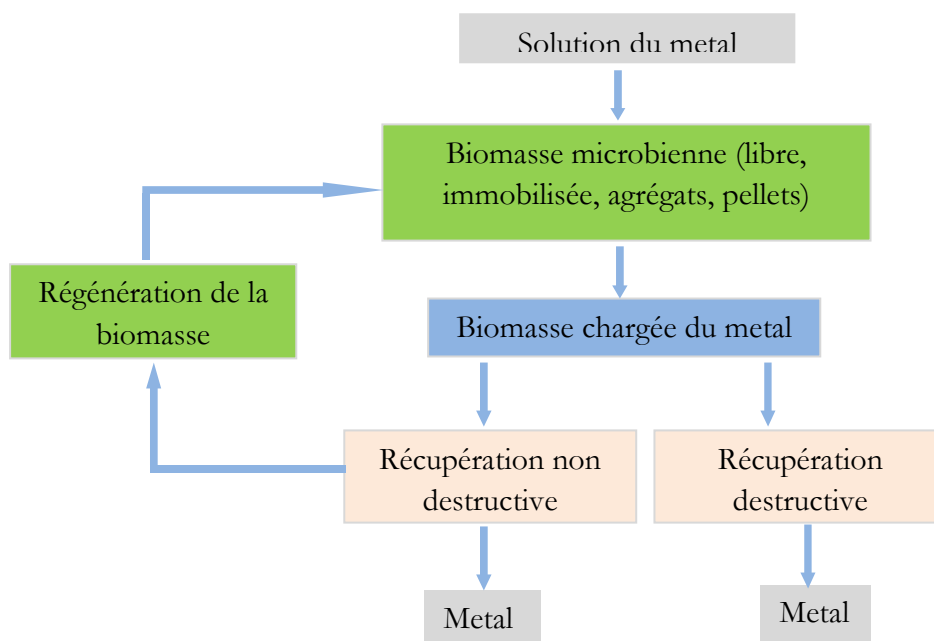 Solution du metal
Biomasse microbienne (libre,
immobilisée, agrégats, pellets)
Régénération de la
biomasse
Biomasse chargée du metal
Récupération non
destructive
Récupération
destructive
Metal
Metal